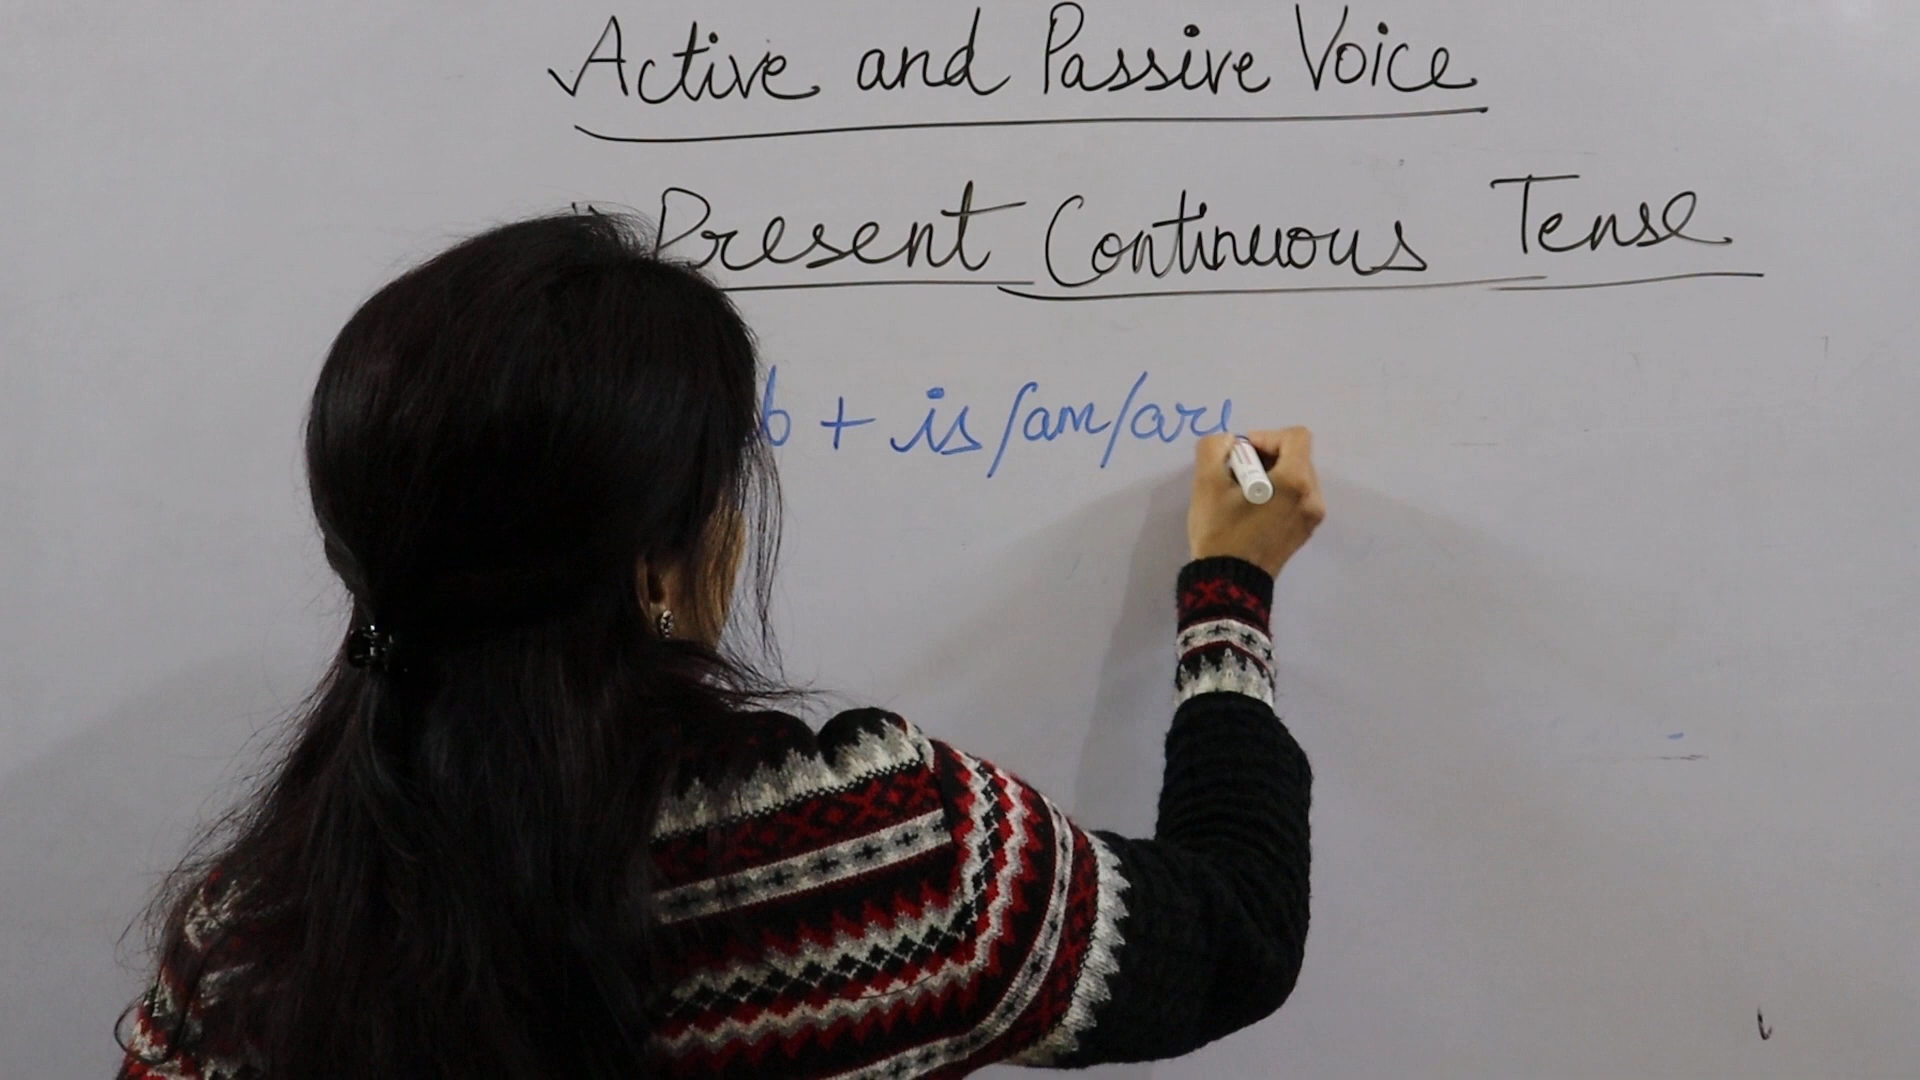 Active and Passive Voice
Present Continuous Tense
b + is/am/are